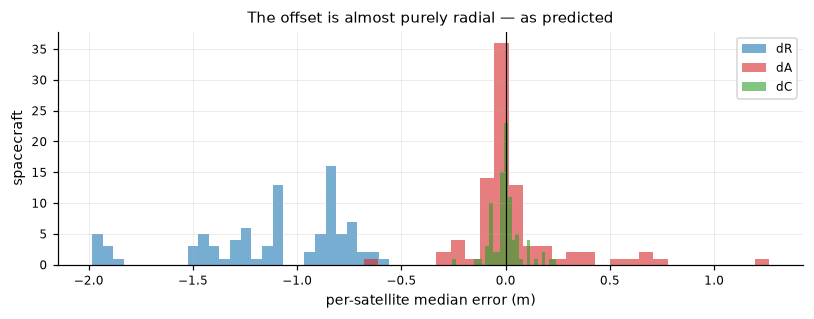 The offset is almost purely radial — as predicted
dR
dA
dC
spacecraft
35
30
25
20
15
10
5
0
−2.0 −1.5 −1.0 −0.5 0.0 0.5 1.0
per-satellite median error (m)